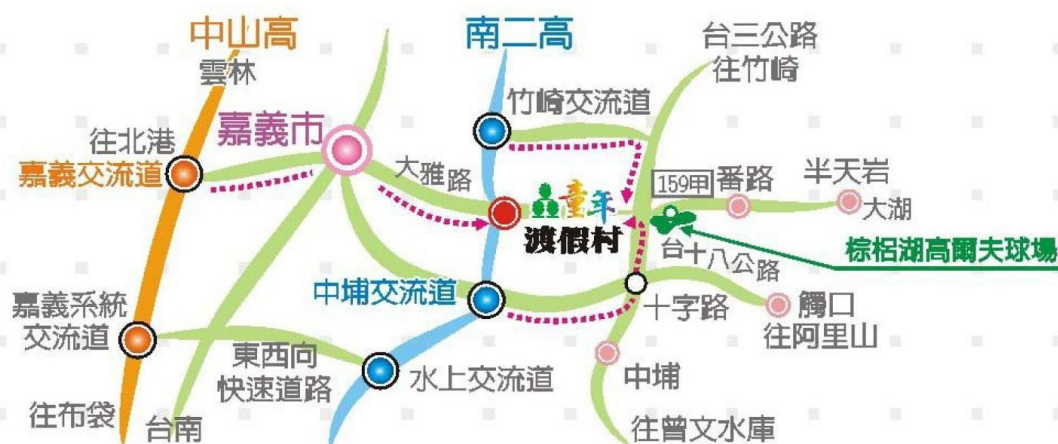 中山高
雲林
南二高
台三公路
往竹崎
竹崎交流道
嘉義市
往北港
嘉義交流道
大雅路
159甲
番路
半天岩
大湖
童年
渡假村
棕梠湖高爾夫球場
台十八公路
中埔交流道
十字路
觸口
往阿里山
嘉義系統
交流道
東西向
快速道路
水上交流道
中埔
往布袋
台南
往曾文水庫